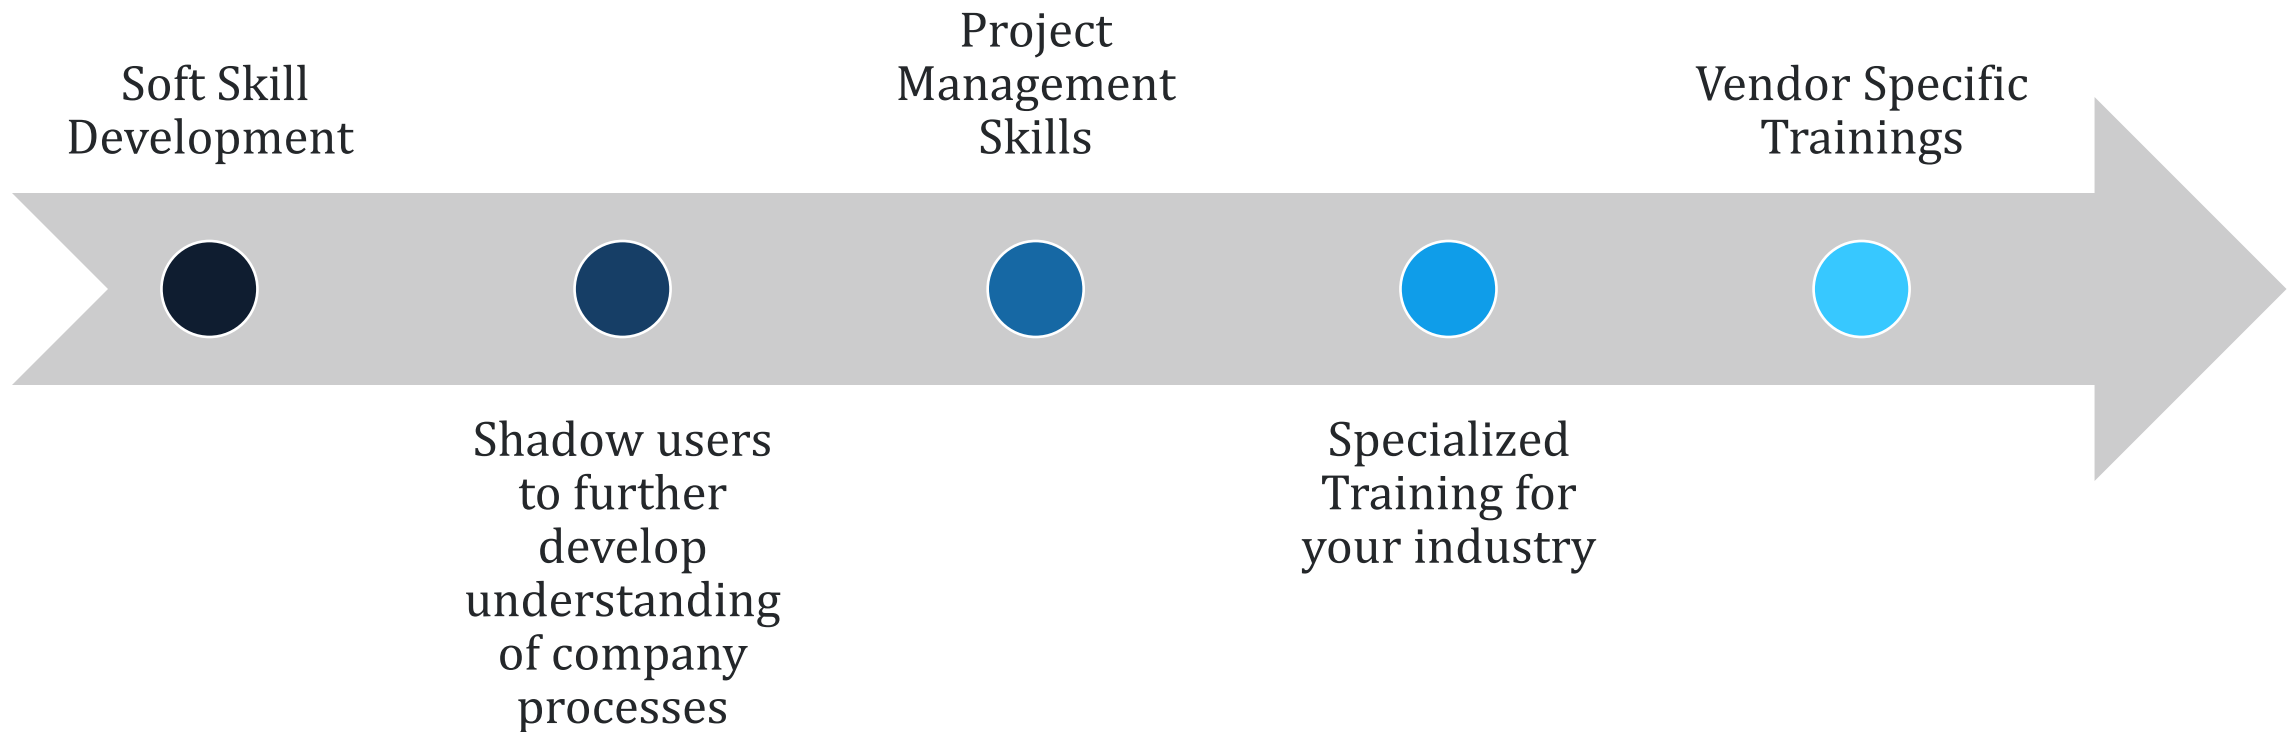 Soft Skill
Development
Shadow users
to further
develop
understanding
of company
processes
Project
Management
Skills
Specialized
Training for
your industry
Vendor Specific
Trainings